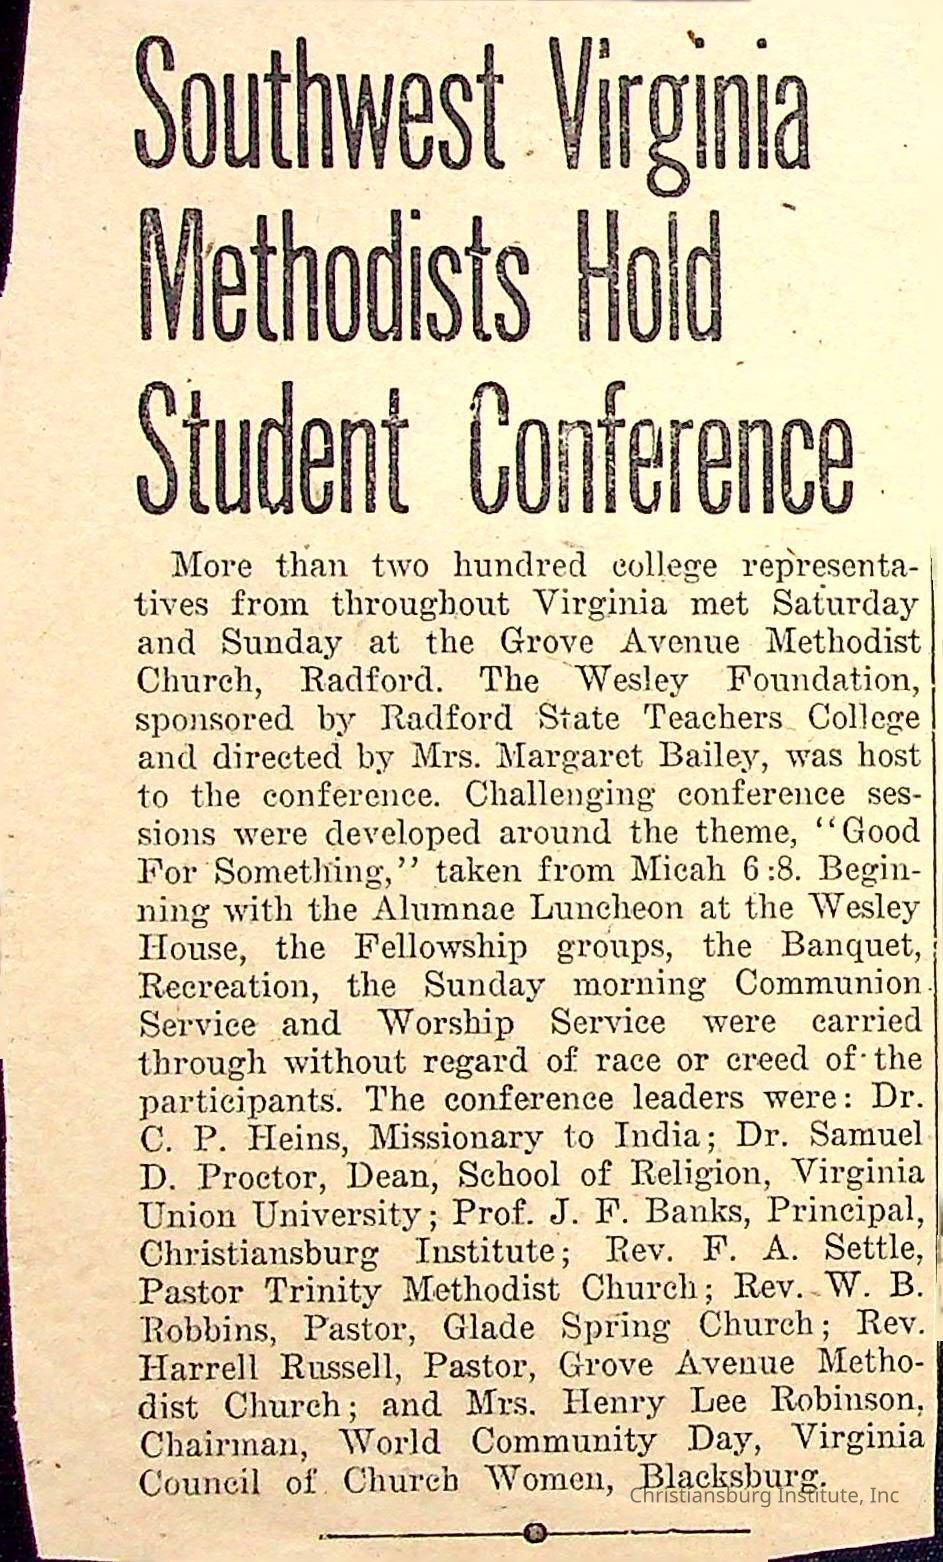 Southwest Virginia
Methodists Hold
Student Conference
More than two hundred college representa-
tives from throughout Virginia met Saturday
and Sunday at the Grove Avenue Methodist
Church, Radford. The Wesley Foundation,
sponsored by Radford State Teachers College
and directed by Mrs. Margaret Bailey, was host
to the conference. Challenging conference ses-
sions were developed around the theme, "Good
For Something," taken from Micah 6:8. Begin-
ning with the Alumnae Luncheon at the Wesley
House, the Fellowship groups, the Banquet,
Recreation, the Sunday morning Communion
Service and Worship Service were carried
through without regard of race or creed of the
participants. The conference leaders were: Dr.
C. P. Heins, Missionary to India; Dr. Samuel
D. Proctor, Dean, School of Religion, Virginia
Union University; Prof. J. F. Banks, Principal,
Christiansburg Institute; Rev. F. A. Settle,
Pastor Trinity Methodist Church; Rev. W. B.
Robbins, Pastor, Glade Spring Church; Rev.
Harrell Russell, Pastor, Grove Avenue Metho-
dist Church; and Mrs. Henry Lee Robinson,
Chairman, World Community Day, Virginia
Council of Church Women, Blacksburg.
Christiansburg Institute, Inc